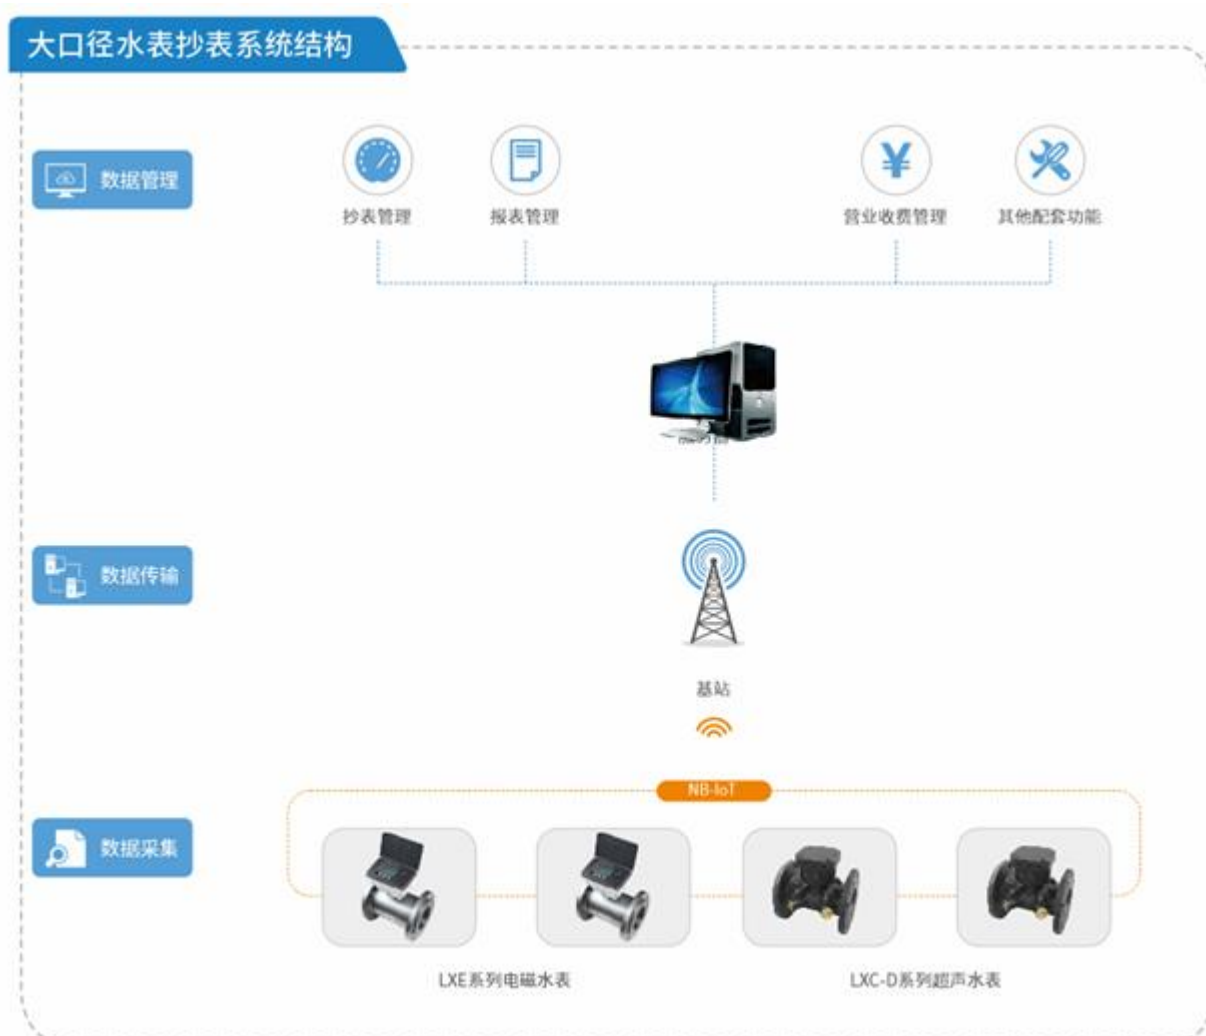 大口径水表抄表系统结构
数据管理
抄表管理
报表管理
营业收费管理
其他配套功能
数据传输
基站
NB-IoT
数据采集
LXE系列电磁水表
LXC-D系列超声水表